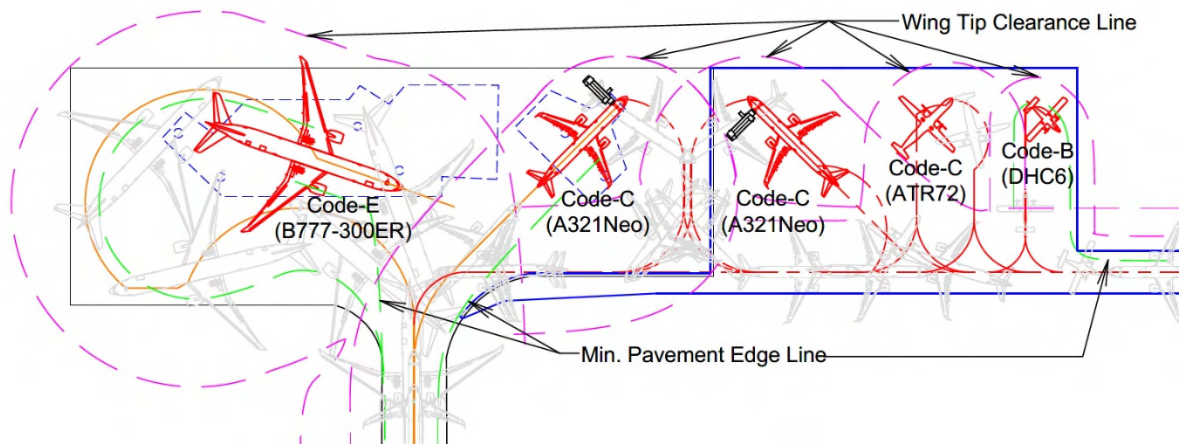 Wing Tip Clearance Line
Code-E
(B777-300ER)
Code-C
(A321Neo)
Code-C
(A321Neo)
Code-C
(ATR72)
Code-B
(DHC6)
Min. Pavement Edge Line